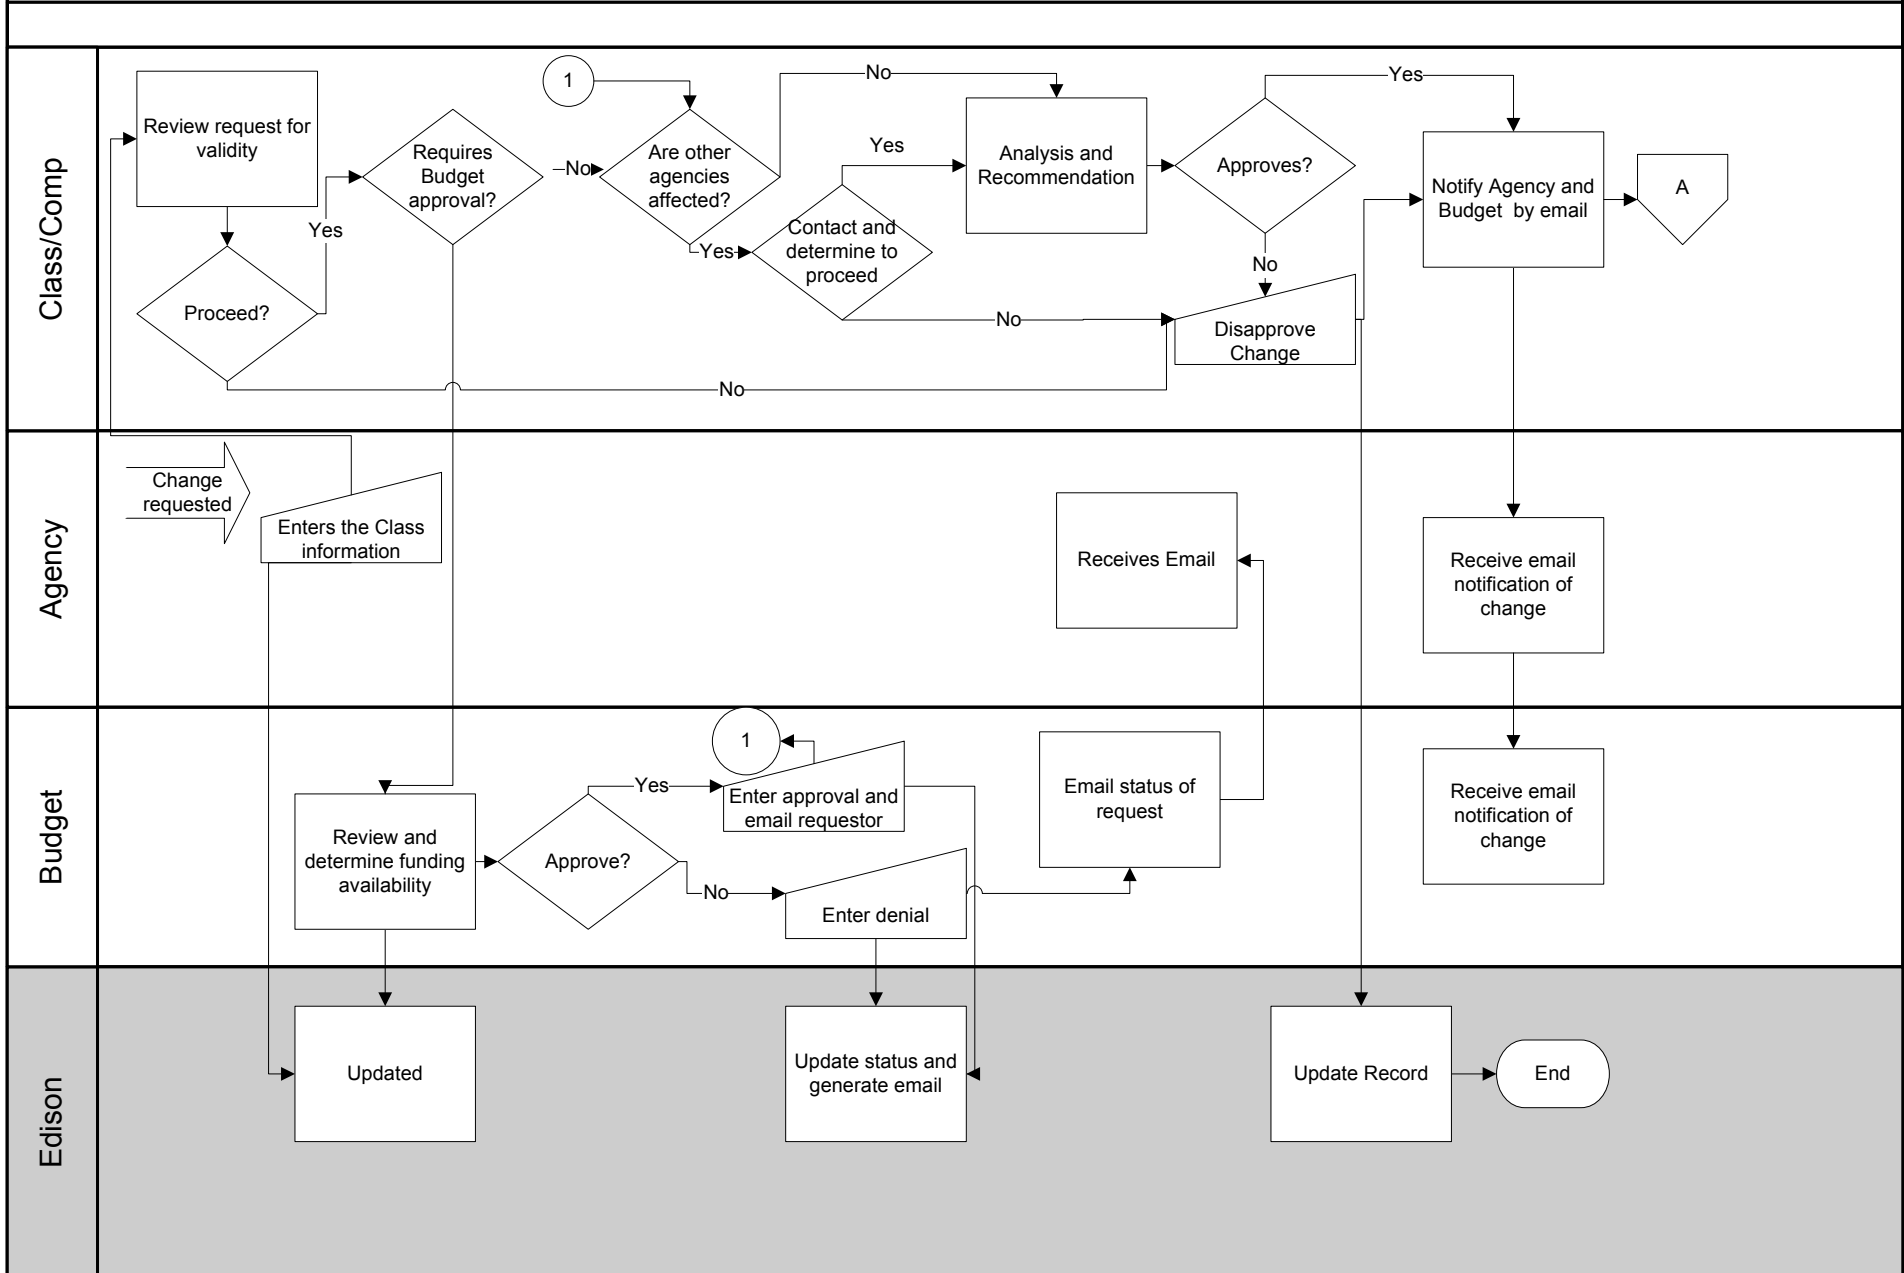 Class/Comp
Review request for
validity
Proceed?
Yes
Requires
Budget
approval?
No
1
Are other
agencies
affected?
No
Yes
Contact and
determine to
proceed
Yes
No
No
Analysis and
Recommendation
Approves?
Yes
No
Disapprove
Change
Notify Agency and
Budget by email
A
Agency
Change
requested
Enters the Class
information
Receives Email
Receive email
notification of
change
Budget
Review and
determine funding
availability
Approve?
Yes
No
1
Enter approval and
email requestor
Enter denial
Email status of
request
Receive email
notification of
change
Edison
Updated
Update status and
generate email
Update Record
End